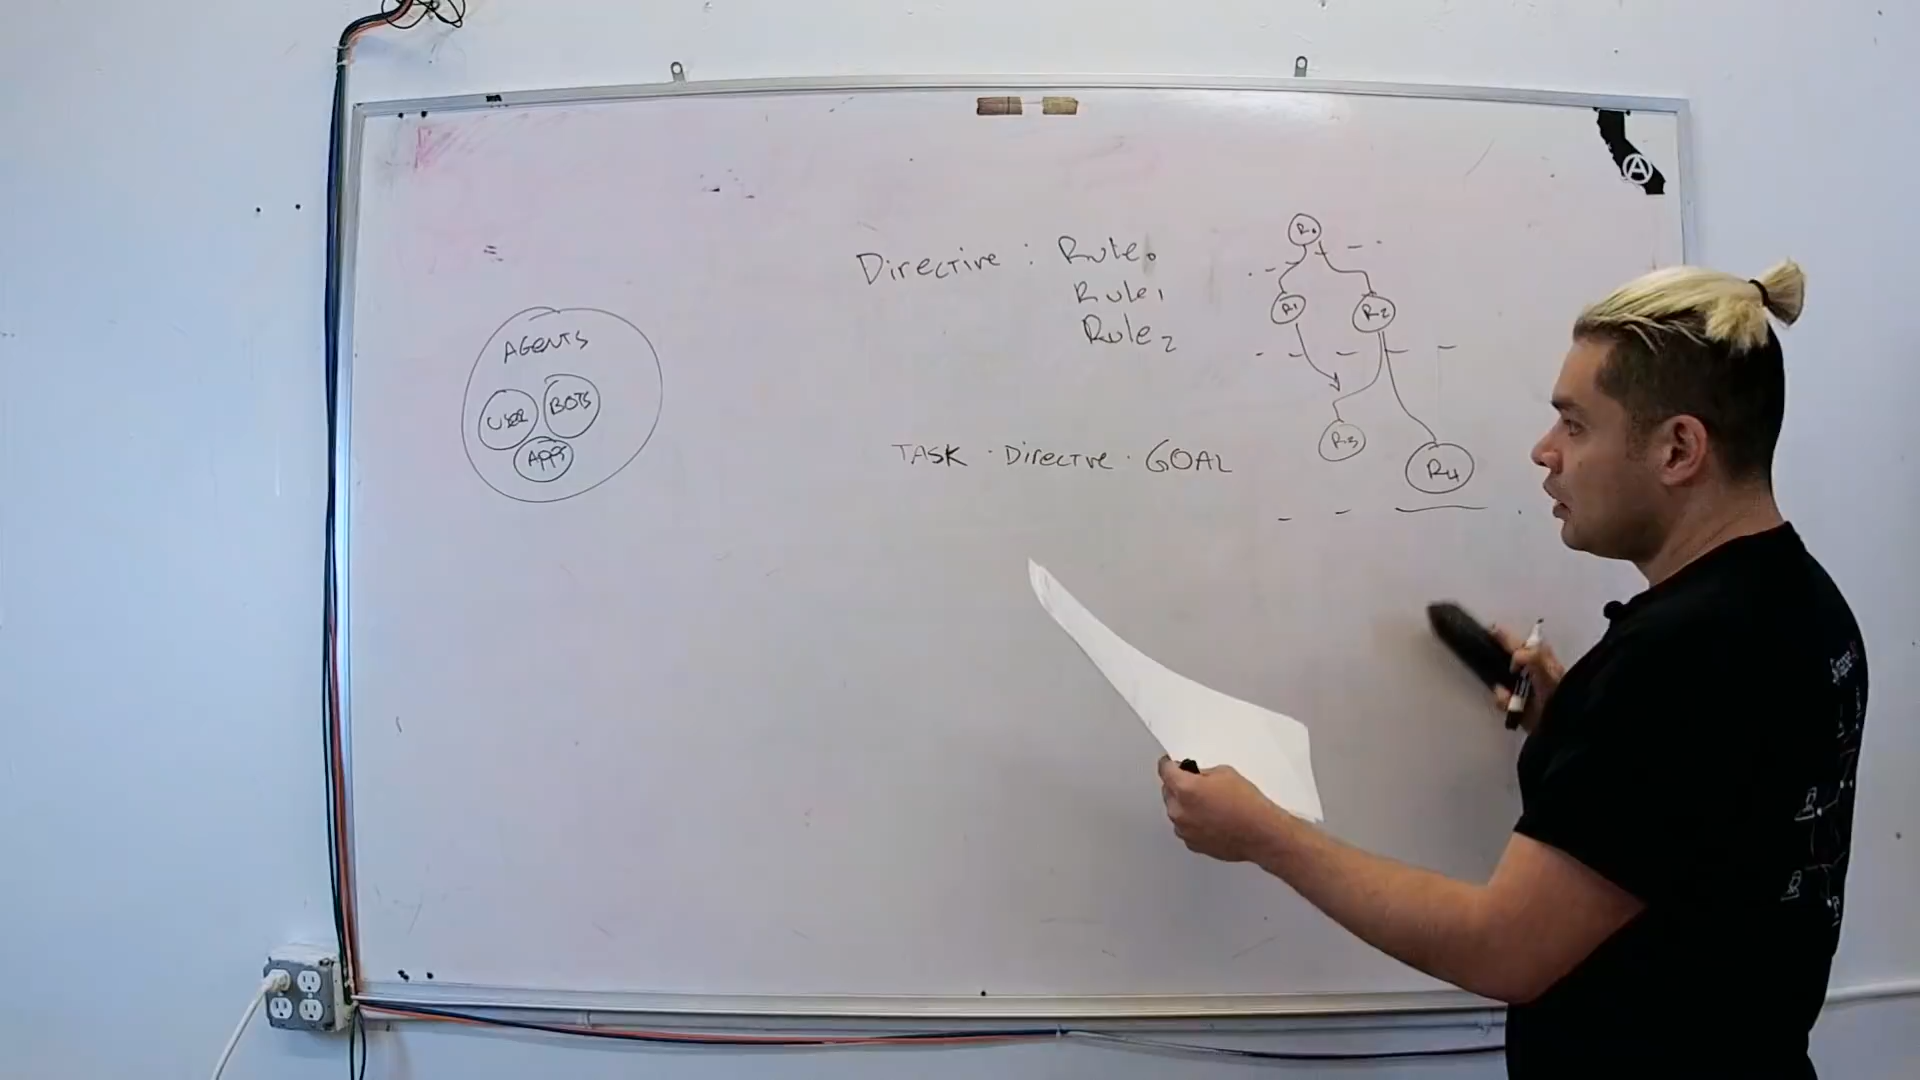 AGENTS
USER BOTS
APPS
Directive : Rule0
Rule1
Rule2
TASK · Directive · GOAL
R0
R1 R2
R3
R4
A